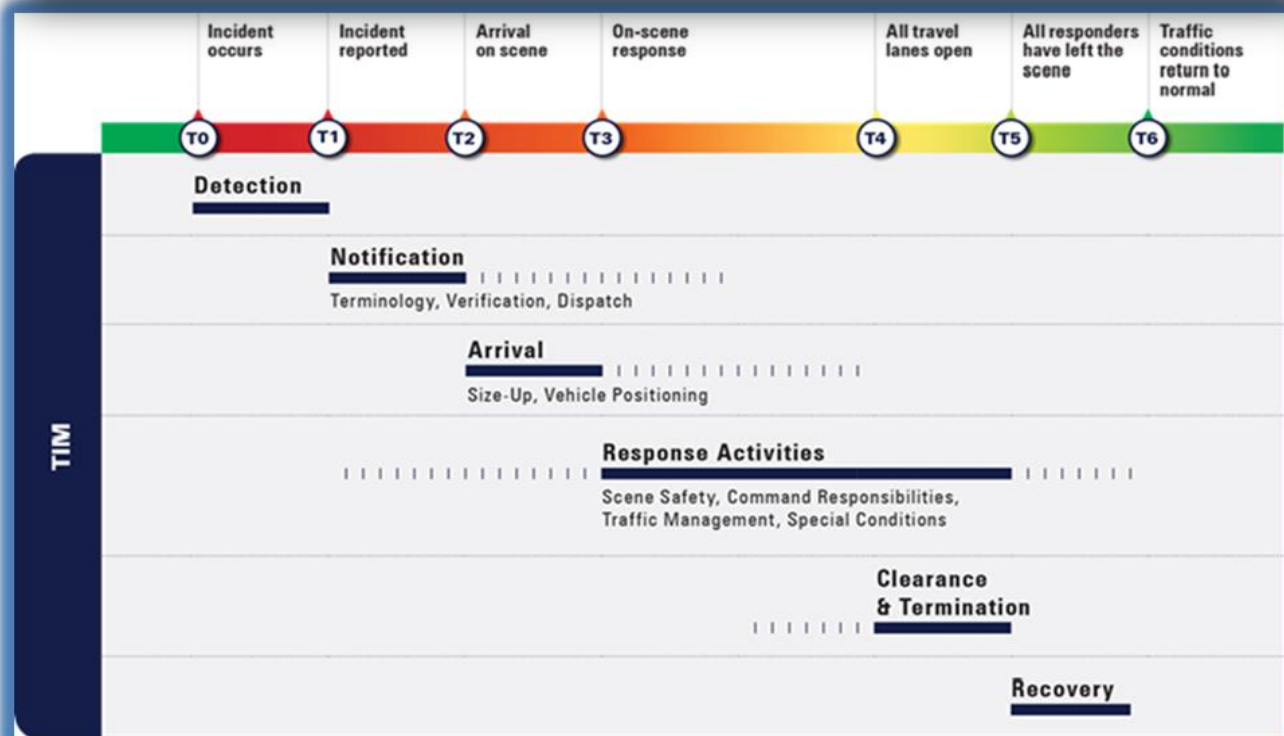 Incident
occurs
Incident
reported
Arrival
on scene
On-scene
response
All travel
lanes open
All responders
have left the
scene
Traffic
conditions
return to
normal
T0
T1
T2
T3
T4
T5
T6
TIM
Detection
Notification
Terminology, Verification, Dispatch
Arrival
Size-Up, Vehicle Positioning
Response Activities
Scene Safety, Command Responsibilities,
Traffic Management, Special Conditions
Clearance
& Termination
Recovery